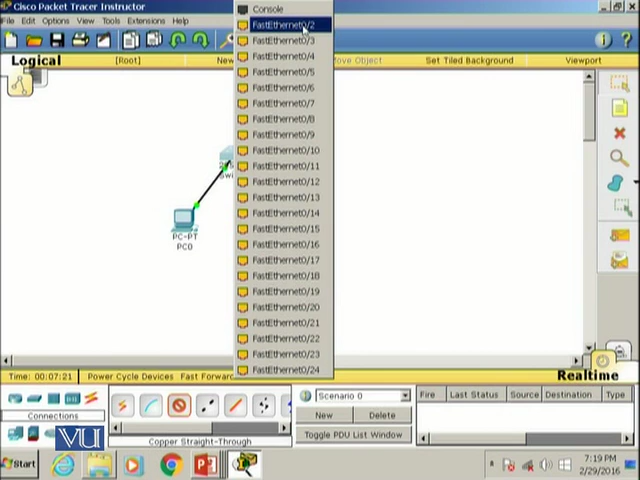 Cisco Packet Tracer Instructor
File Edit Options View Tools Extensions Help
Console
FastEthernet0/2
FastEthernet0/3
FastEthernet0/4
FastEthernet0/5
FastEthernet0/6
FastEthernet0/7
FastEthernet0/8
FastEthernet0/9
FastEthernet0/10
FastEthernet0/11
FastEthernet0/12
FastEthernet0/13
FastEthernet0/14
FastEthernet0/15
FastEthernet0/16
FastEthernet0/17
FastEthernet0/18
FastEthernet0/19
FastEthernet0/20
FastEthernet0/21
FastEthernet0/22
FastEthernet0/23
FastEthernet0/24
Logical [Root] New Move Object Set Tiled Background Viewport
PC-PT
PC0
Time: 00:07:21 Power Cycle Devices Fast Forward Realtime
Connections
Copper Straight-Through
Scenario 0
New Delete
Toggle PDU List Window
Fire Last Status Source Destination Type
VU
Start
7:19 PM
2/29/2016